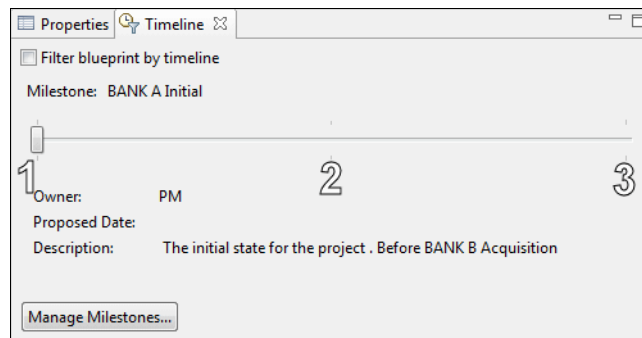 Properties Timeline
Filter blueprint by timeline
Milestone: BANK A Initial
1 2 3
Owner: PM
Proposed Date:
Description: The initial state for the project . Before BANK B Acquisition
Manage Milestones...